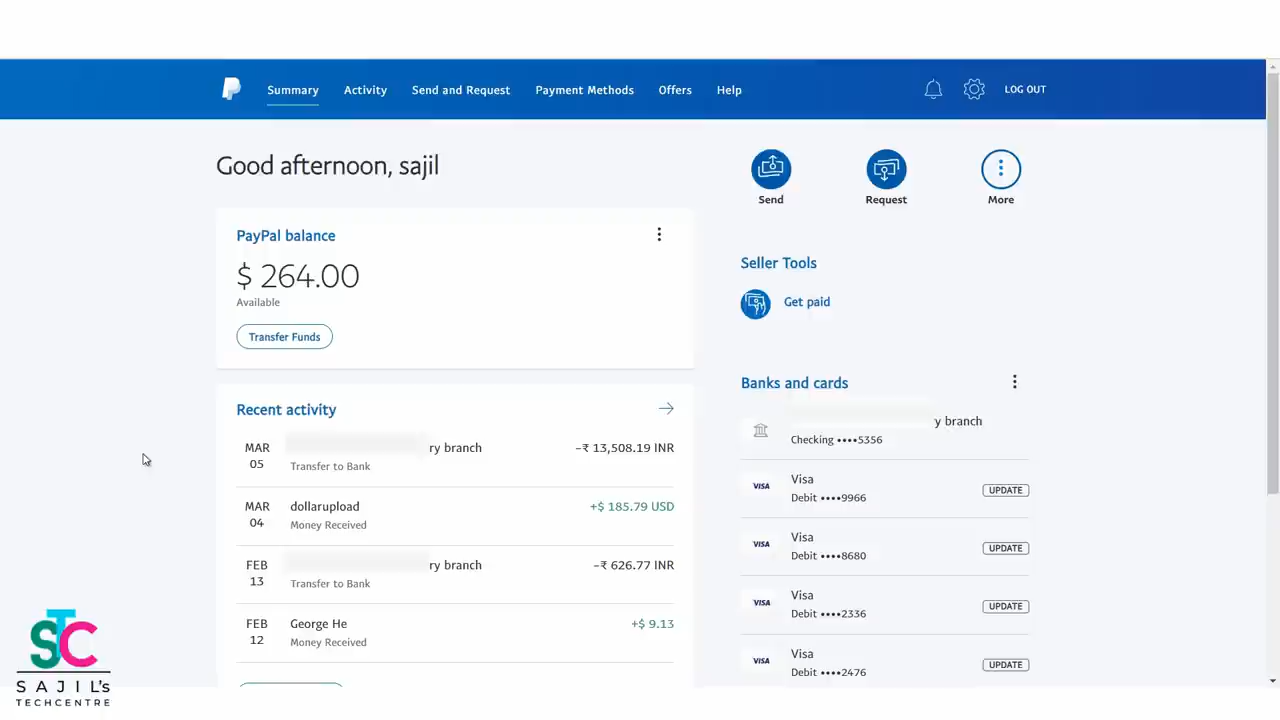 Summary Activity Send and Request Payment Methods Offers Help LOG OUT
Good afternoon, sajil
Send Request More
PayPal balance
$ 264.00
Available
Transfer Funds
Seller Tools
Get paid
Recent activity
MAR 05 ry branch −₹ 13,508.19 INR
Transfer to Bank
MAR 04 dollarupload +$ 185.79 USD
Money Received
FEB 13 ry branch −₹ 626.77 INR
Transfer to Bank
FEB 12 George He +$ 9.13
Money Received
Banks and cards
y branch
Checking ••••5356
VISA Visa
Debit ••••9966 UPDATE
VISA Visa
Debit ••••8680 UPDATE
VISA Visa
Debit ••••2336 UPDATE
VISA Visa
Debit ••••2476 UPDATE
STC
SAJIL's
TECHCENTRE